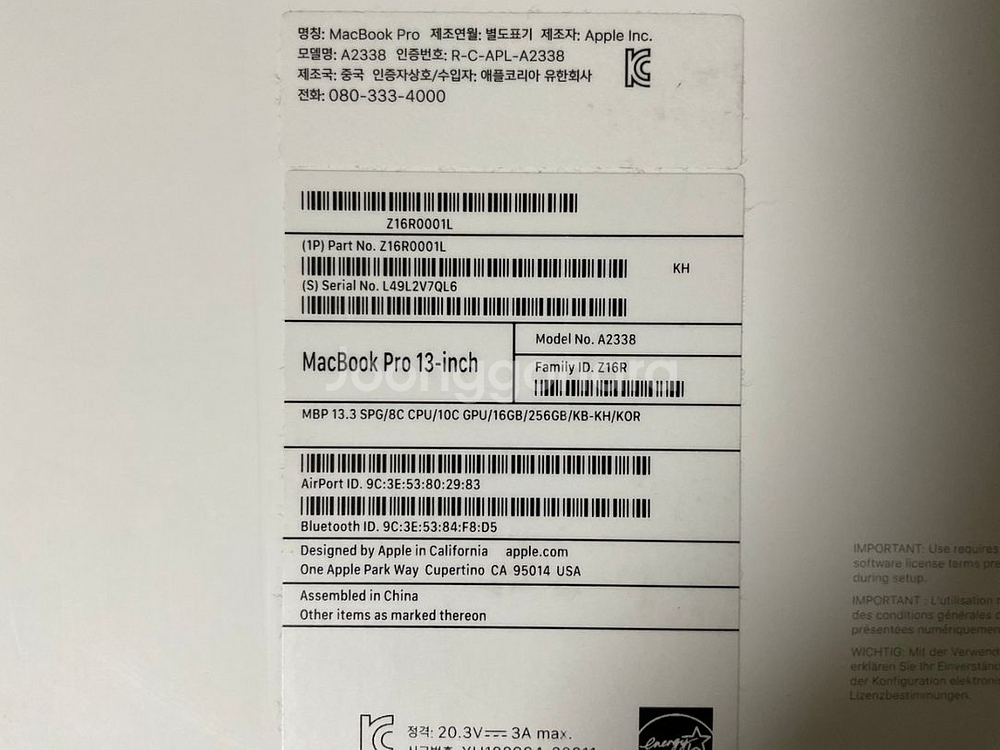 명칭: MacBook Pro 제조연월: 별도표기 제조자: Apple Inc.
모델명: A2338 인증번호: R-C-APL-A2338
제조국: 중국 인증자상호/수입자: 애플코리아 유한회사
전화: 080-333-4000
Z16R0001L
(1P) Part No. Z16R0001L
KH
(S) Serial No. L49L2V7QL6
MacBook Pro 13-inch
Model No. A2338
Family ID. Z16R
Joonggonara
MBP 13.3 SPG/8C CPU/10C GPU/16GB/256GB/KB-KH/KOR
AirPort ID. 9C:3E:53:80:29:83
Bluetooth ID. 9C:3E:53:84:F8:D5
Designed by Apple in California apple.com
One Apple Park Way Cupertino CA 95014 USA
Assembled in China
Other items as marked thereon
정격: 20.3V⎓3A max.
energy
IMPORTANT: Use requires
software license terms
during setup.
IMPORTANT : L'utilisation
des conditions générales
présentées numériquement
WICHTIG: Mit der
erklären Sie Ihr
der Konfiguration
Lizenzbestimmungen.